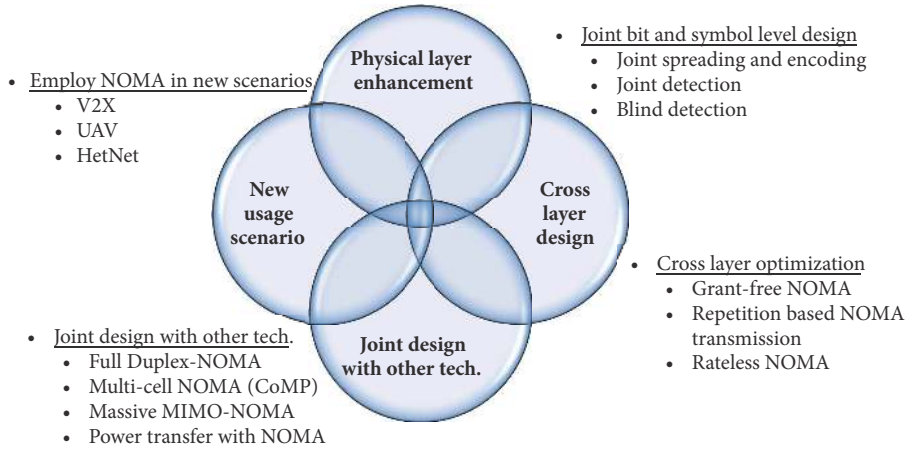 Physical layer
enhancement
• Joint bit and symbol level design
• Joint spreading and encoding
• Joint detection
• Blind detection
• Employ NOMA in new scenarios
• V2X
• UAV
• HetNet
New
usage
scenario
Cross
layer
design
• Cross layer optimization
• Grant-free NOMA
• Repetition based NOMA
transmission
• Rateless NOMA
• Joint design with other tech.
• Full Duplex-NOMA
• Multi-cell NOMA (CoMP)
• Massive MIMO-NOMA
• Power transfer with NOMA
Joint design
with other tech.